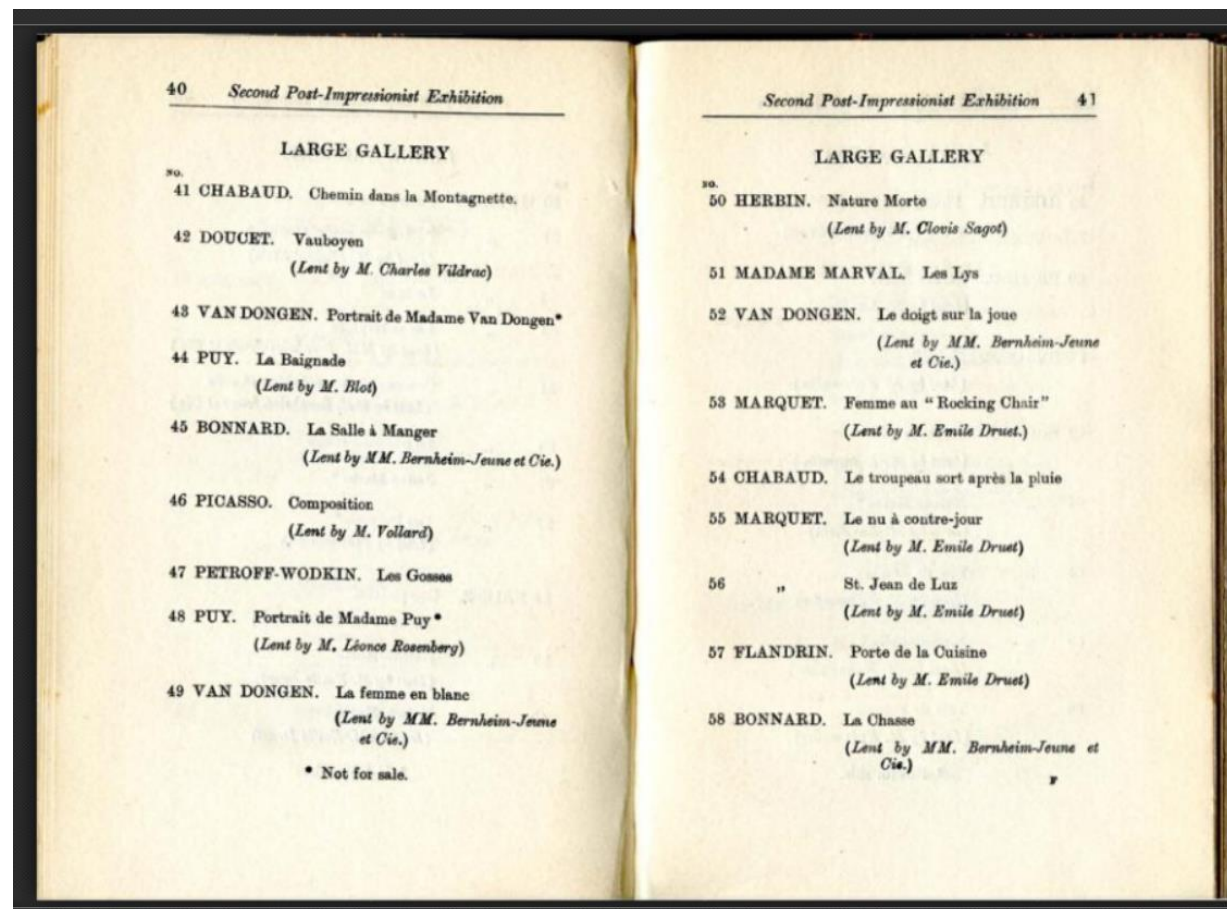 40 Second Post-Impressionist Exhibition
LARGE GALLERY
NO.
41 CHABAUD. Chemin dans la Montagnette.
42 DOUCET. Vauboyen
(Lent by M. Charles Vildrac)
43 VAN DONGEN. Portrait de Madame Van Dongen*
44 PUY. La Baignade
(Lent by M. Blot)
45 BONNARD. La Salle à Manger
(Lent by MM. Bernheim-Jeune et Cie.)
46 PICASSO. Composition
(Lent by M. Vollard)
47 PETROFF-WODKIN. Les Gosses
48 PUY. Portrait de Madame Puy*
(Lent by M. Léonce Rosenberg)
49 VAN DONGEN. La femme en blanc
(Lent by MM. Bernheim-Jeune
et Cie.)
* Not for sale.
Second Post-Impressionist Exhibition 41
LARGE GALLERY
NO.
50 HERBIN. Nature Morte
(Lent by M. Clovis Sagot)
51 MADAME MARVAL. Les Lys
52 VAN DONGEN. Le doigt sur la joue
(Lent by MM. Bernheim-Jeune
et Cie.)
53 MARQUET. Femme au "Rocking Chair"
(Lent by M. Emile Druet.)
54 CHABAUD. Le troupeau sort après la pluie
55 MARQUET. Le nu à contre-jour
(Lent by M. Emile Druet)
56 „ St. Jean de Luz
(Lent by M. Emile Druet)
57 FLANDRIN. Porte de la Cuisine
(Lent by M. Emile Druet)
58 BONNARD. La Chasse
(Lent by MM. Bernheim-Jeune et
Cie.)
F